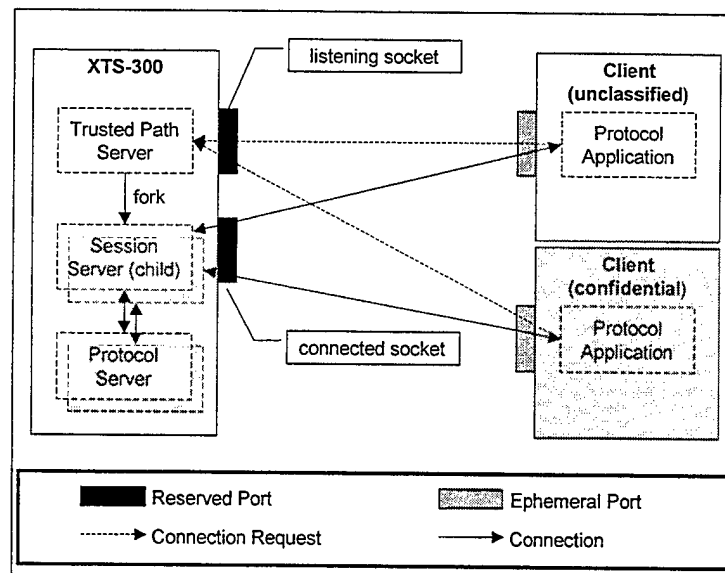 XTS-300
listening socket
Client
(unclassified)
Trusted Path
Server
Protocol
Application
fork
Session
Server (child)
Client
(confidential)
Protocol
Application
Protocol
Server
connected socket
Reserved Port
Ephemeral Port
Connection Request
Connection